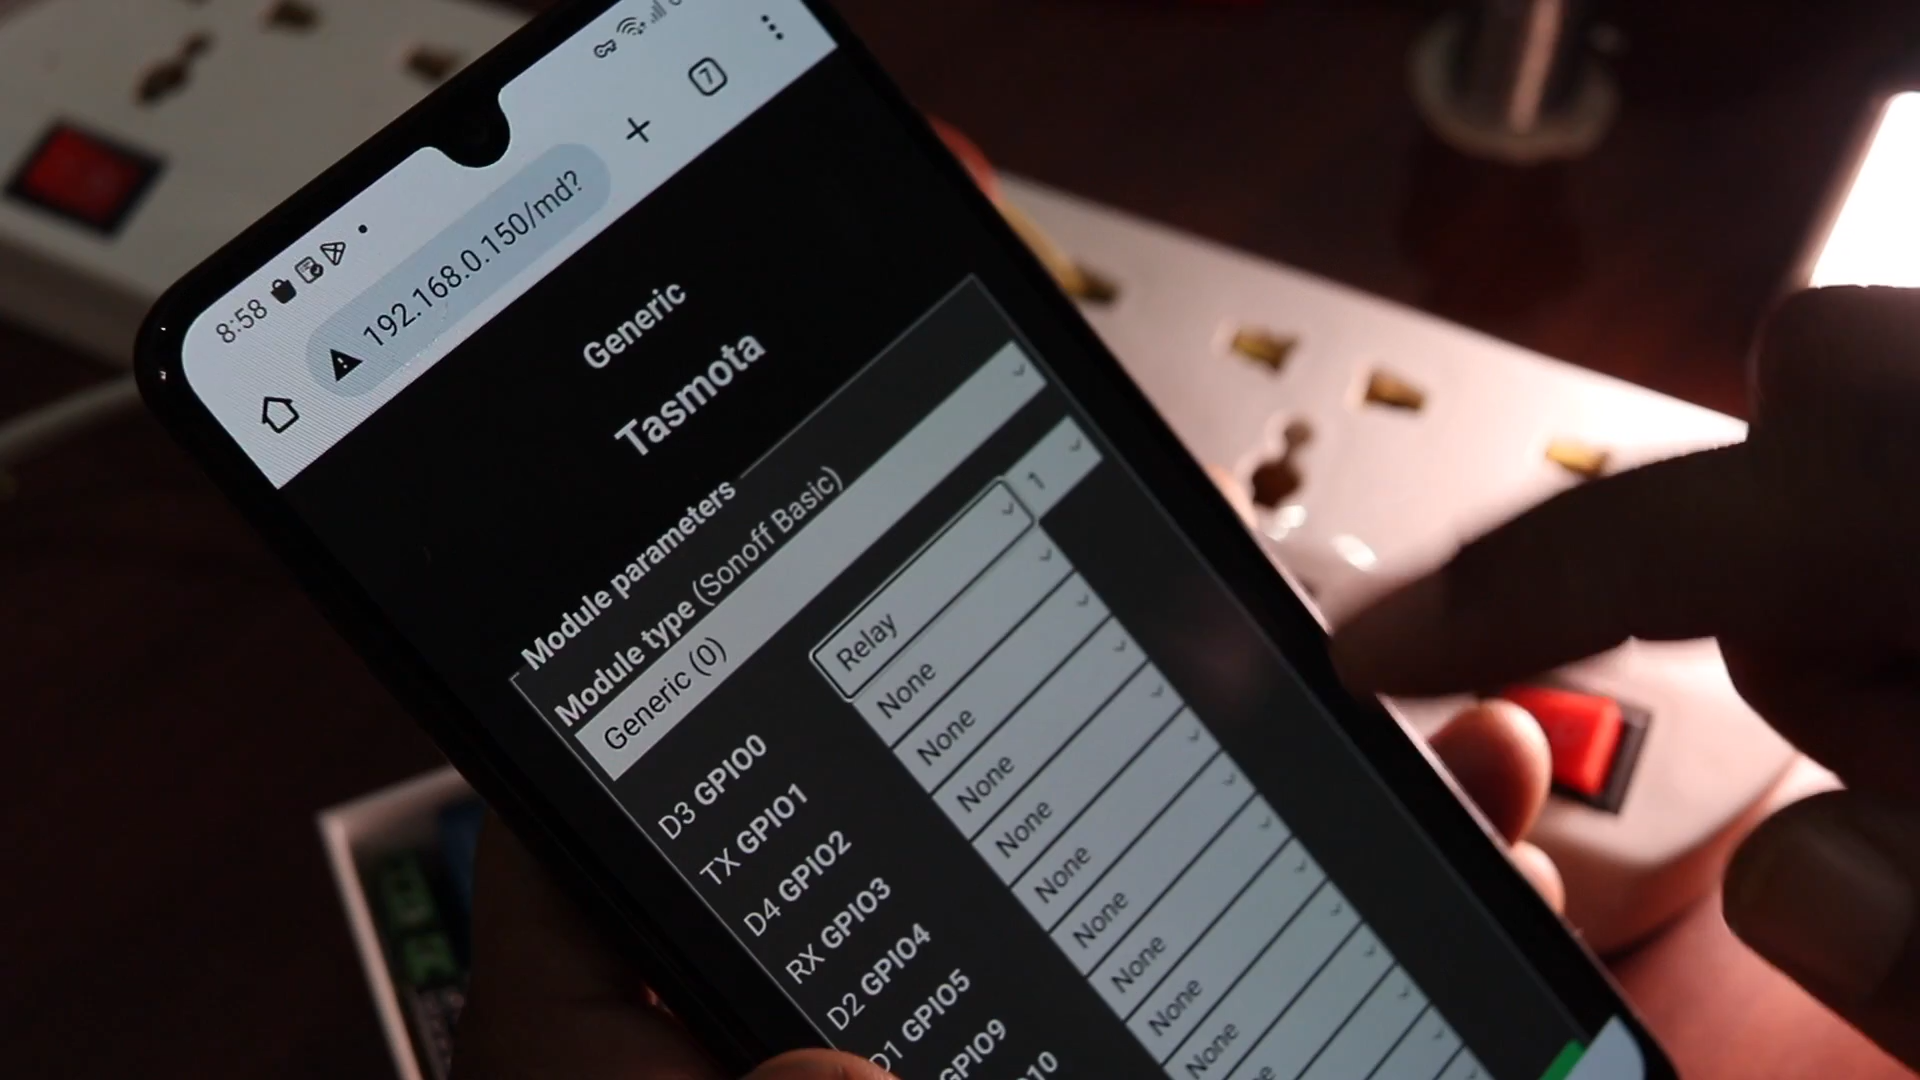 8:58
7
192.168.0.150/md?
Generic
Tasmota
Module parameters
Module type (Sonoff Basic)
Generic (0)
D3 GPIO0 Relay 1
TX GPIO1 None
D4 GPIO2 None
RX GPIO3 None
D2 GPIO4 None
D1 GPIO5 None
GPIO9 None
10 None
None
None